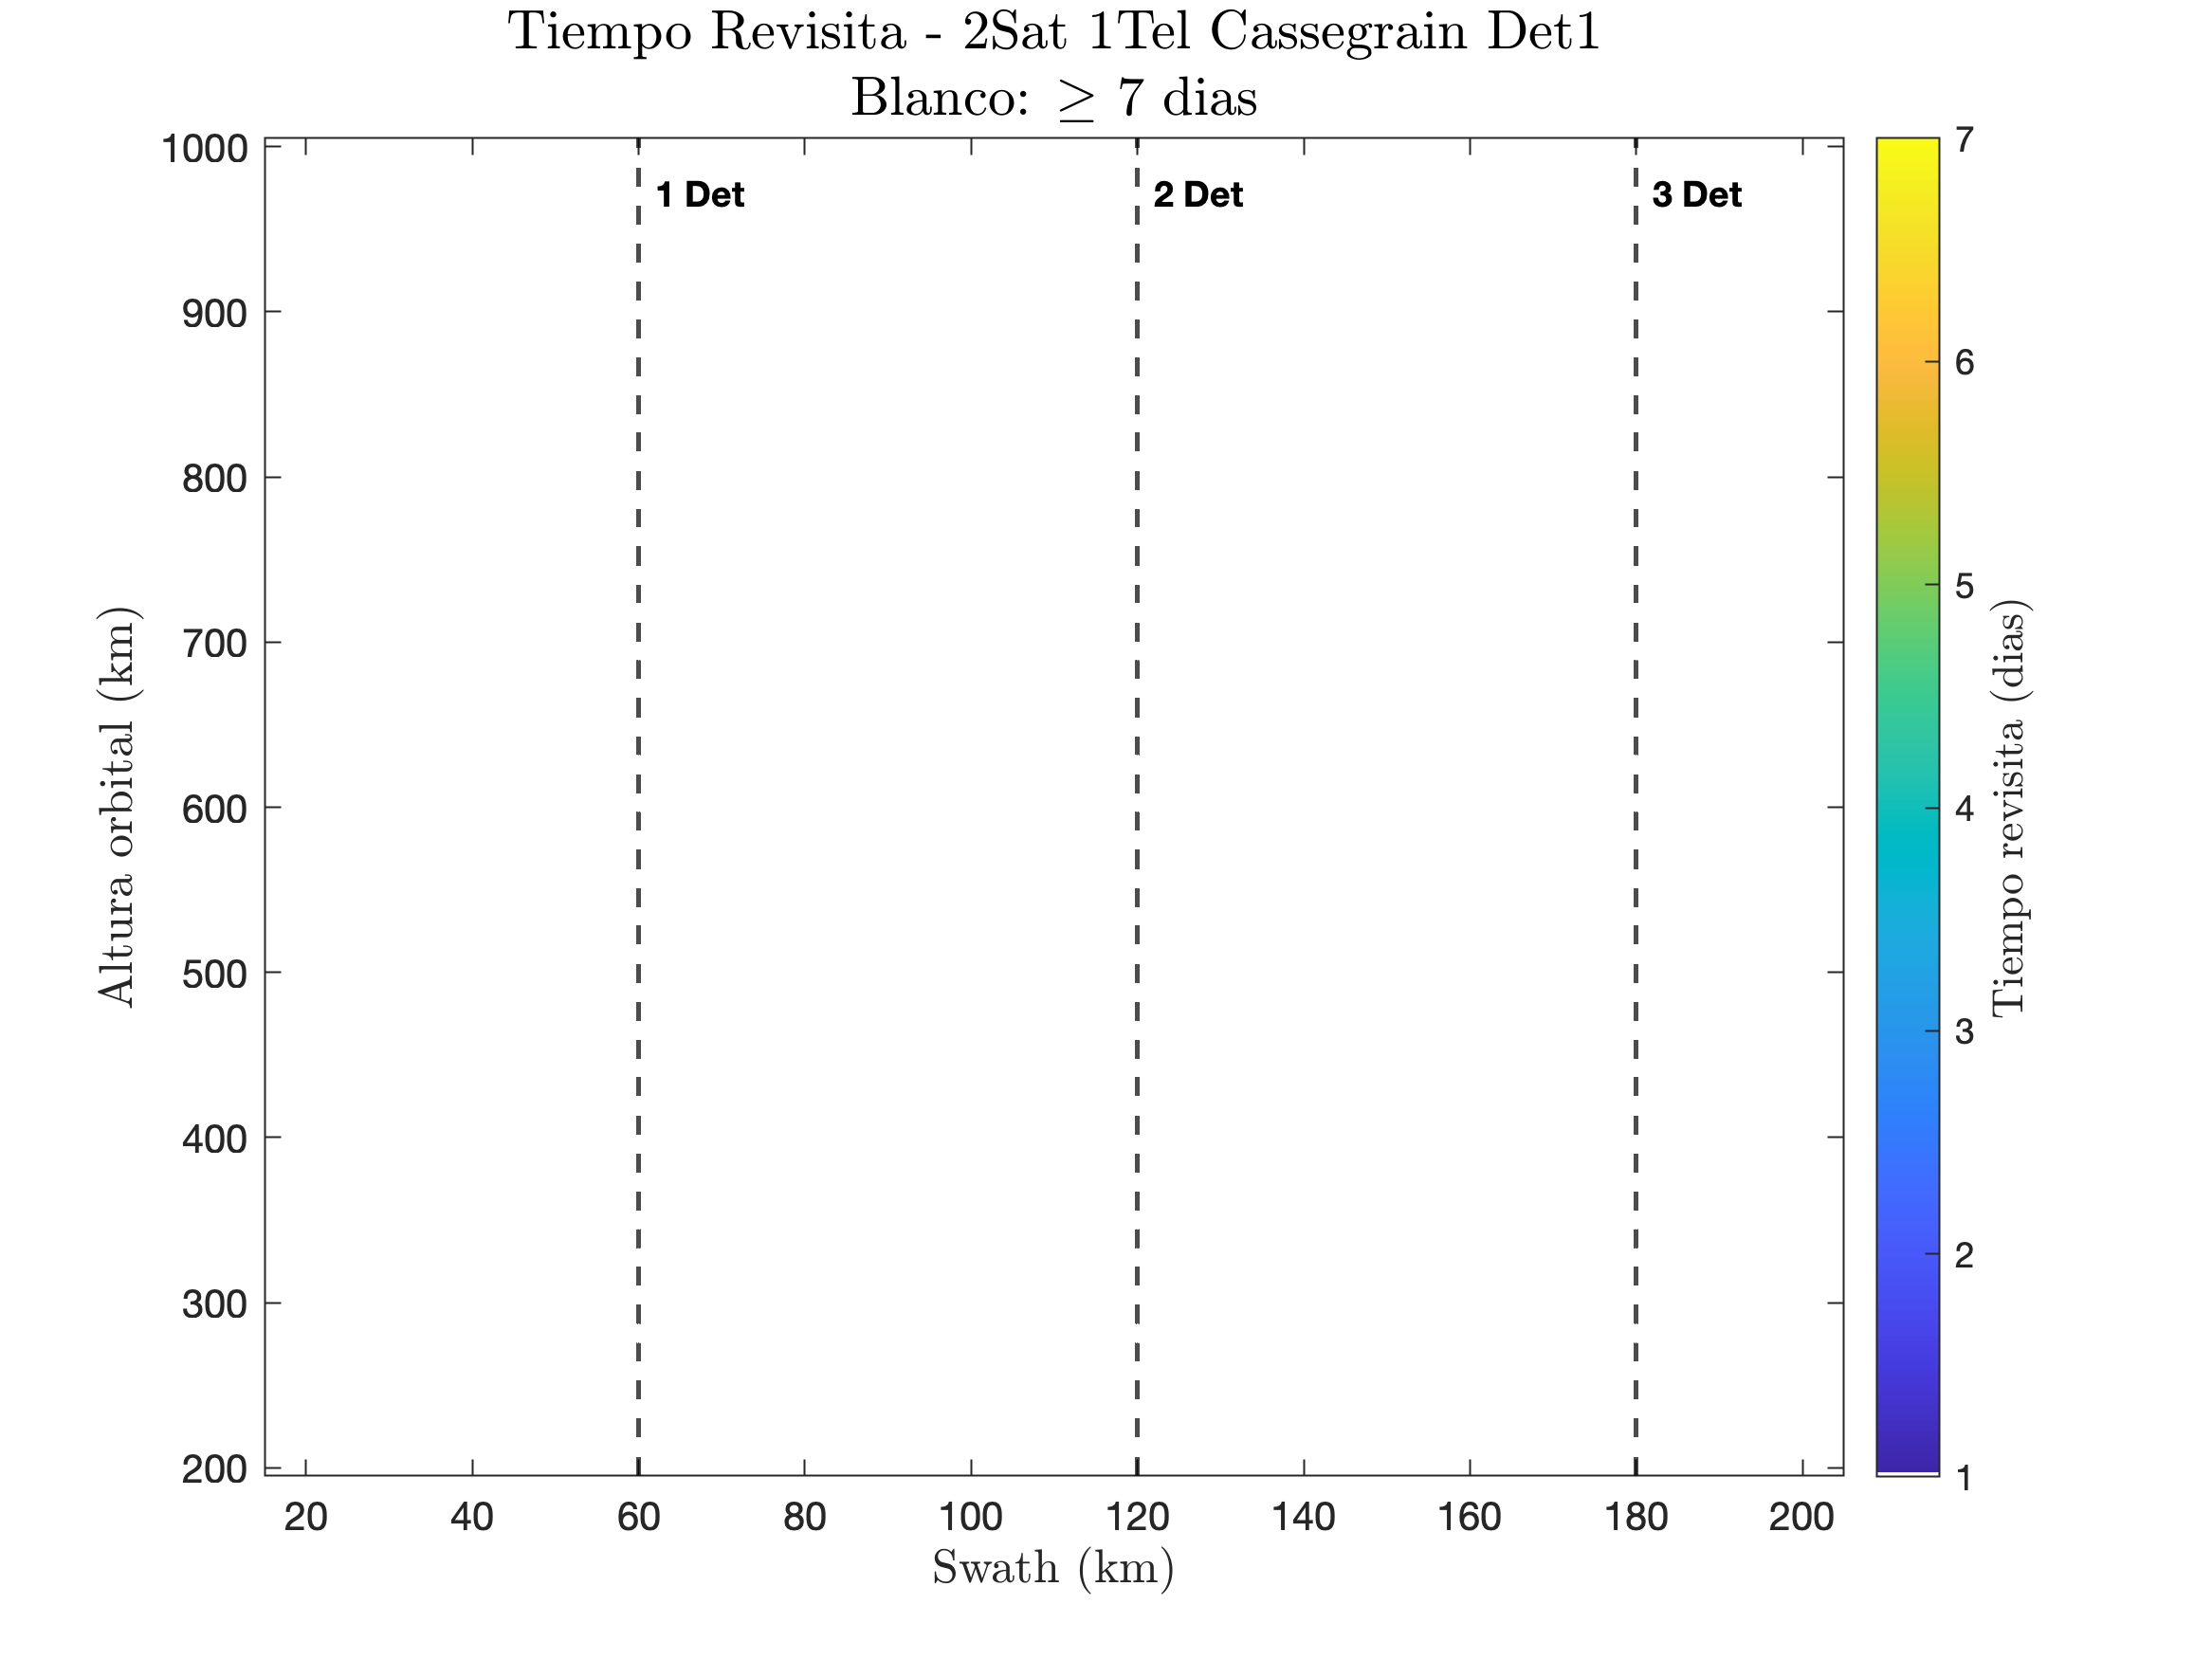 Tiempo Revisita - 2Sat 1Tel Cassegrain Det1
Blanco: ≥ 7 dias
1 Det
2 Det
3 Det
1000
900
800
700
600
500
400
300
200
Altura orbital (km)
20 40 60 80 100 120 140 160 180 200
Swath (km)
7
6
5
4
3
2
1
Tiempo revisita (dias)